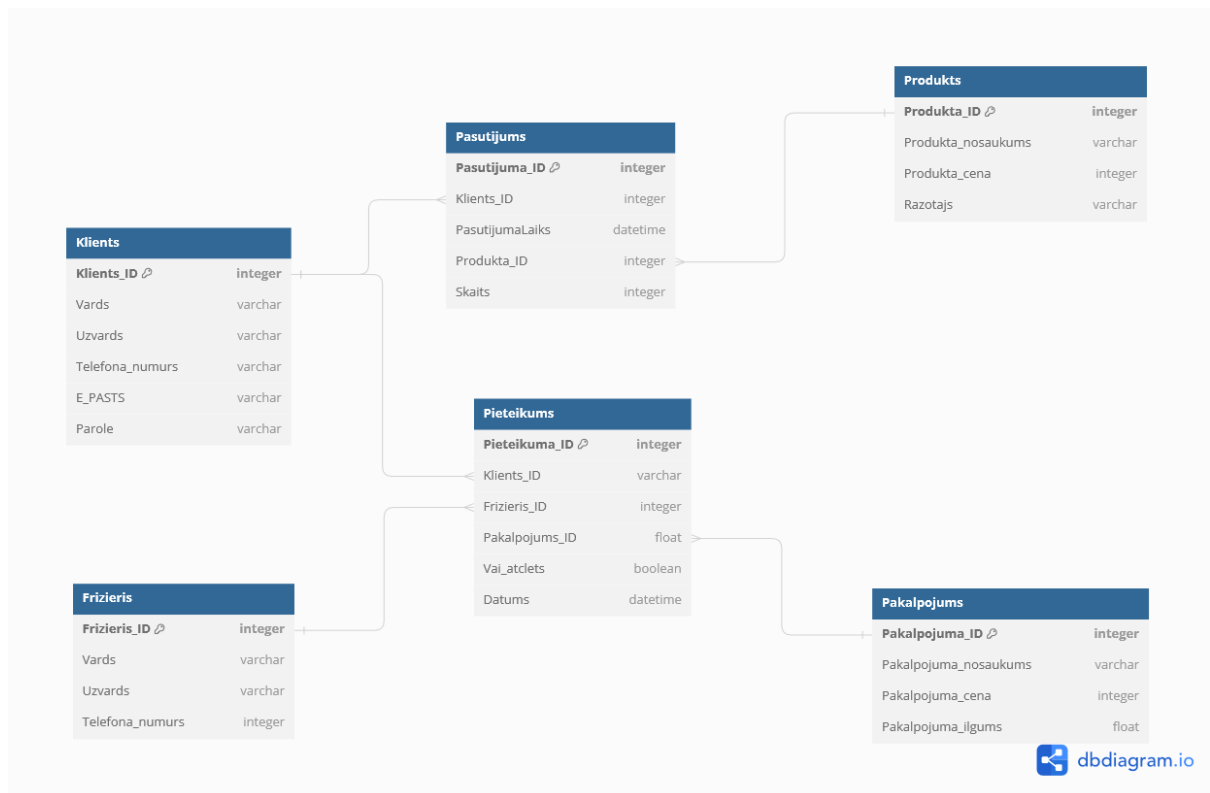 Produkts
Produkta_ID integer
Produkta_nosaukums varchar
Produkta_cena integer
Razotajs varchar
Pasutijums
Pasutijuma_ID integer
Klients_ID integer
PasutijumaLaiks datetime
Produkta_ID integer
Skaits integer
Klients
Klients_ID integer
Vards varchar
Uzvards varchar
Telefona_numurs varchar
E_PASTS varchar
Parole varchar
Pieteikums
Pieteikuma_ID integer
Klients_ID varchar
Frizieris_ID integer
Pakalpojums_ID float
Vai_atclets boolean
Datums datetime
Frizieris
Frizieris_ID integer
Vards varchar
Uzvards varchar
Telefona_numurs integer
Pakalpojums
Pakalpojuma_ID integer
Pakalpojuma_nosaukums varchar
Pakalpojuma_cena integer
Pakalpojuma_ilgums float
dbdiagram.io